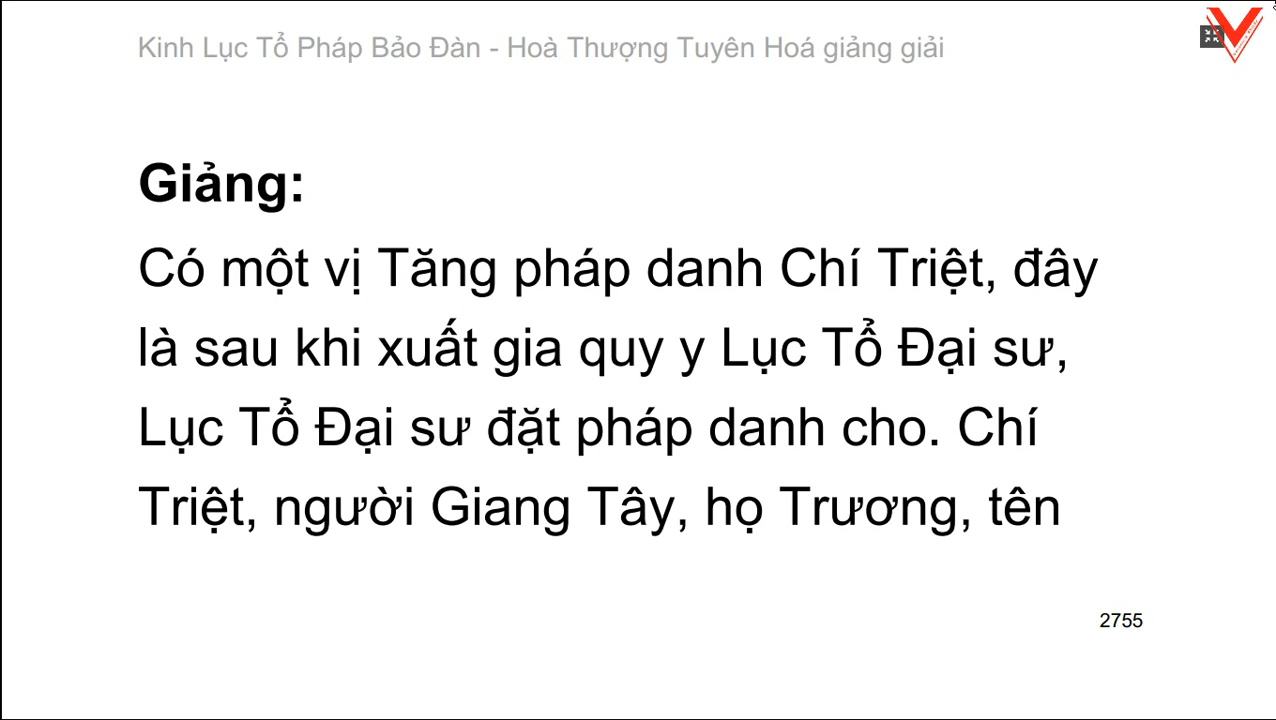 Kinh Lục Tổ Pháp Bảo Đàn - Hoà Thượng Tuyên Hoá giảng giải
Giảng:
Có một vị Tăng pháp danh Chí Triệt, đây
là sau khi xuất gia quy y Lục Tổ Đại sư,
Lục Tổ Đại sư đặt pháp danh cho. Chí
Triệt, người Giang Tây, họ Trương, tên
2755